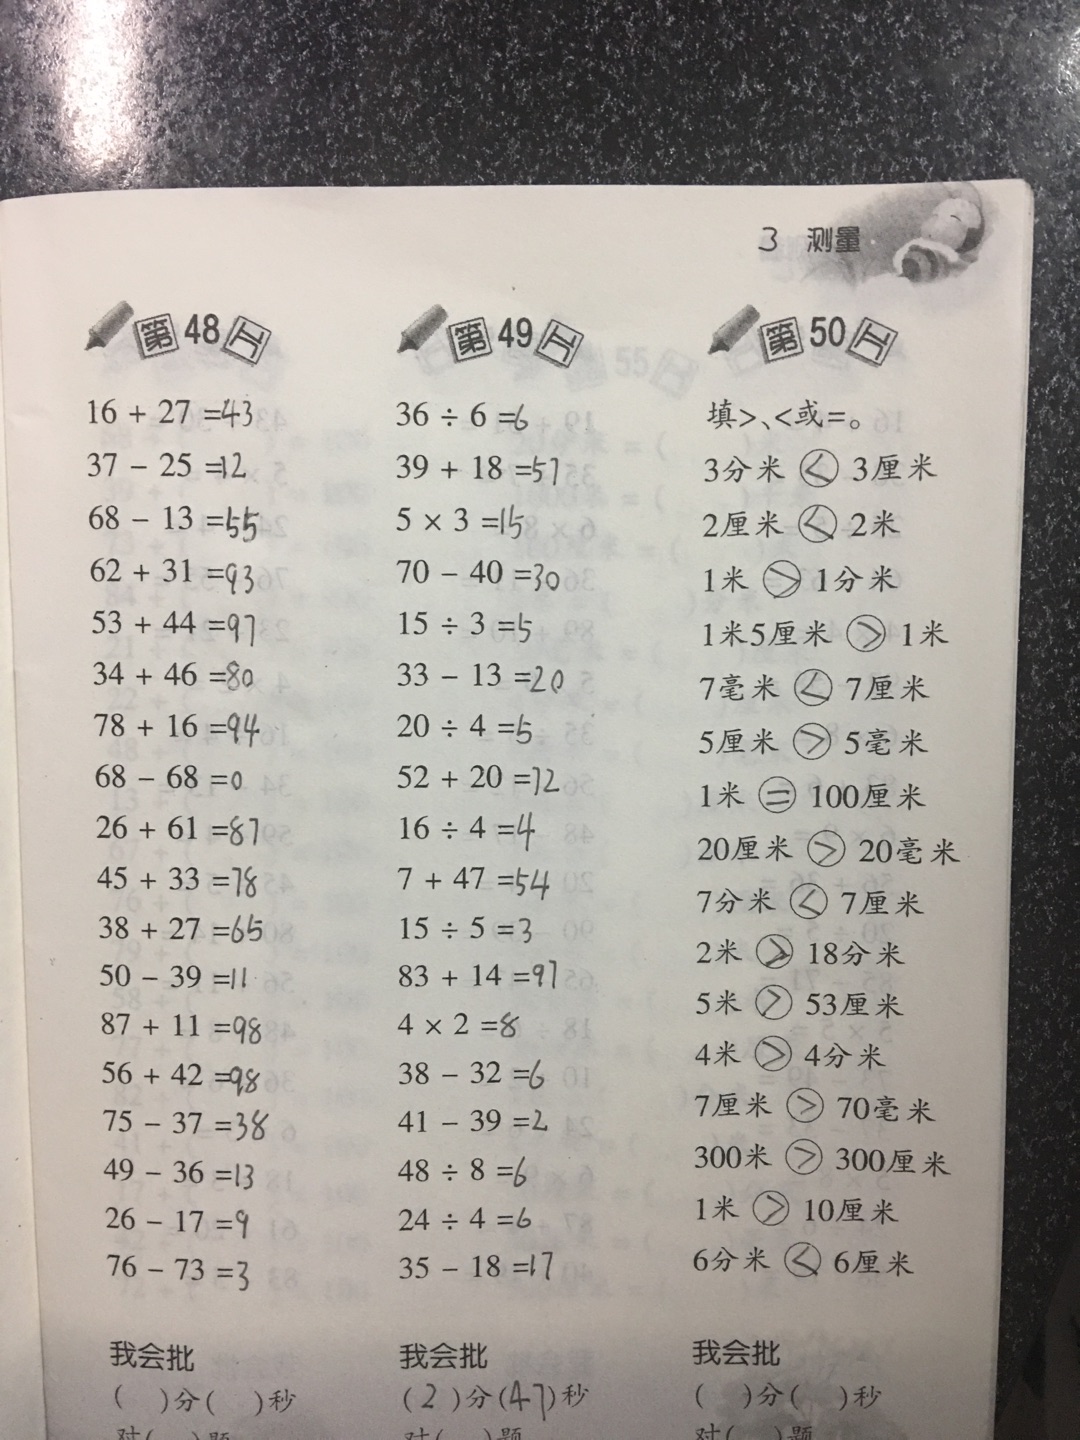 3 测量
第48工
16 + 27 =43
37 - 25 =12
68 - 13 =55
62 + 31 =93
53 + 44 =97
34 + 46 =80
78 + 16 =94
68 - 68 =0
26 + 61 =87
45 + 33 =78
38 + 27 =65
50 - 39 =11
87 + 11 =98
56 + 42 =98
75 - 37 =38
49 - 36 =13
26 - 17 =9
76 - 73 =3
我会批
( )分( )秒
对( )题
第49工
36 ÷ 6 =6
39 + 18 =57
5 × 3 =15
70 - 40 =30
15 ÷ 3 =5
33 - 13 =20
20 ÷ 4 =5
52 + 20 =72
16 ÷ 4 =4
7 + 47 =54
15 ÷ 5 =3
83 + 14 =97
4 × 2 =8
38 - 32 =6
41 - 39 =2
48 ÷ 8 =6
24 ÷ 4 =6
35 - 18 =17
我会批
(2)分(47)秒
对( )题
第50工
填>、<或=。
3分米 < 3厘米
2厘米 < 2米
1米 > 1分米
1米5厘米 > 1米
7毫米 < 7厘米
5厘米 > 5毫米
1米 = 100厘米
20厘米 > 20毫米
7分米 < 7厘米
2米 > 18分米
5米 > 53厘米
4米 > 4分米
7厘米 > 70毫米
300米 > 300厘米
1米 > 10厘米
6分米 < 6厘米
我会批
( )分( )秒
对( )题